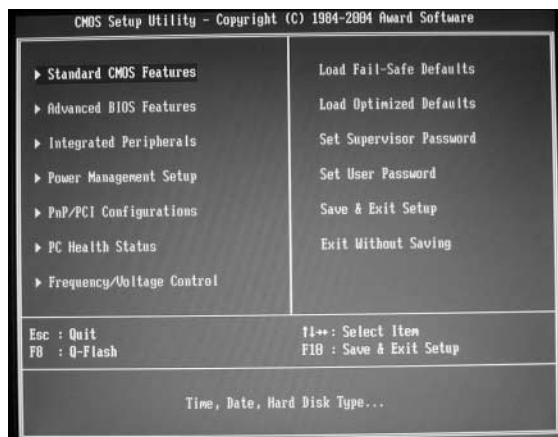 CMOS Setup Utility - Copyright (C) 1984-2004 Award Software
▶ Standard CMOS Features
▶ Advanced BIOS Features
▶ Integrated Peripherals
▶ Power Management Setup
▶ PnP/PCI Configurations
▶ PC Health Status
▶ Frequency/Voltage Control
Load Fail-Safe Defaults
Load Optimized Defaults
Set Supervisor Password
Set User Password
Save & Exit Setup
Exit Without Saving
Esc : Quit
F8 : Q-Flash
↑↓→←: Select Item
F10 : Save & Exit Setup
Time, Date, Hard Disk Type...